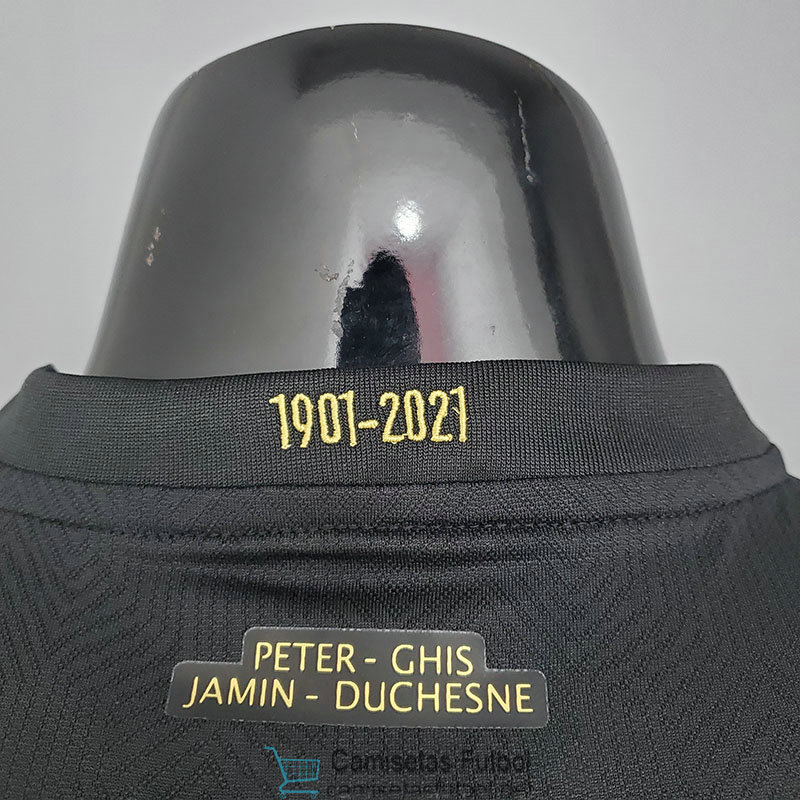 1901-2021
PETER - GHIS
JAMIN - DUCHESNE
Camisetas Futbol